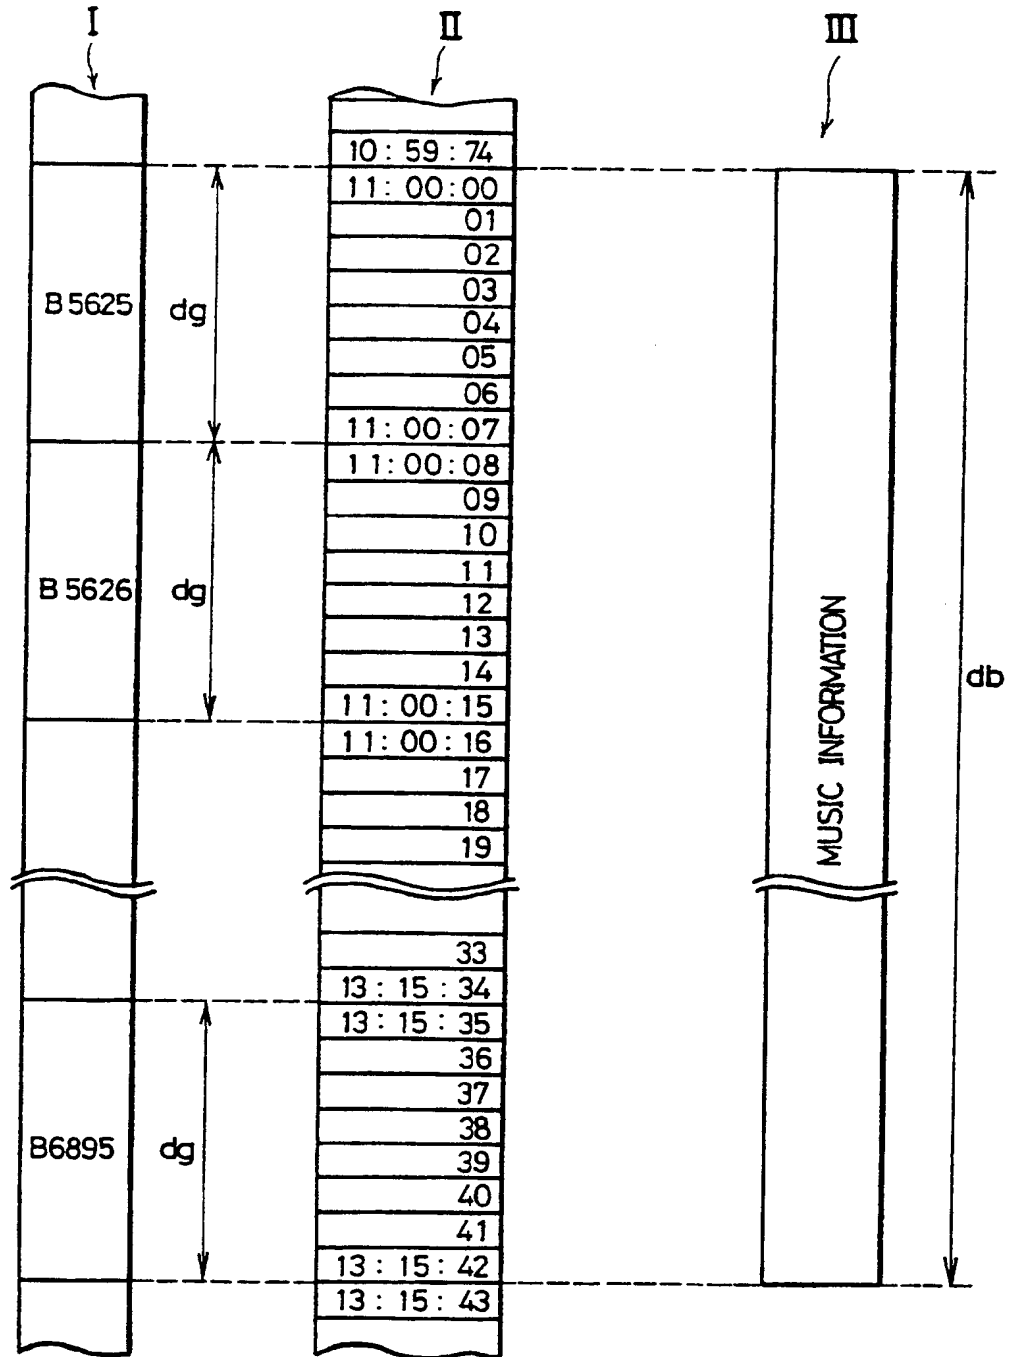 I
II
III
10 : 59 : 74
11 : 00 : 00
01
02
03
04
05
06
11 : 00 : 07
B 5625
dg
11 : 00 : 08
09
10
11
12
13
14
11 : 00 : 15
B 5626
dg
11 : 00 : 16
17
18
19
MUSIC INFORMATION
db
33
13 : 15 : 34
13 : 15 : 35
36
37
38
39
40
41
13 : 15 : 42
B6895
dg
13 : 15 : 43